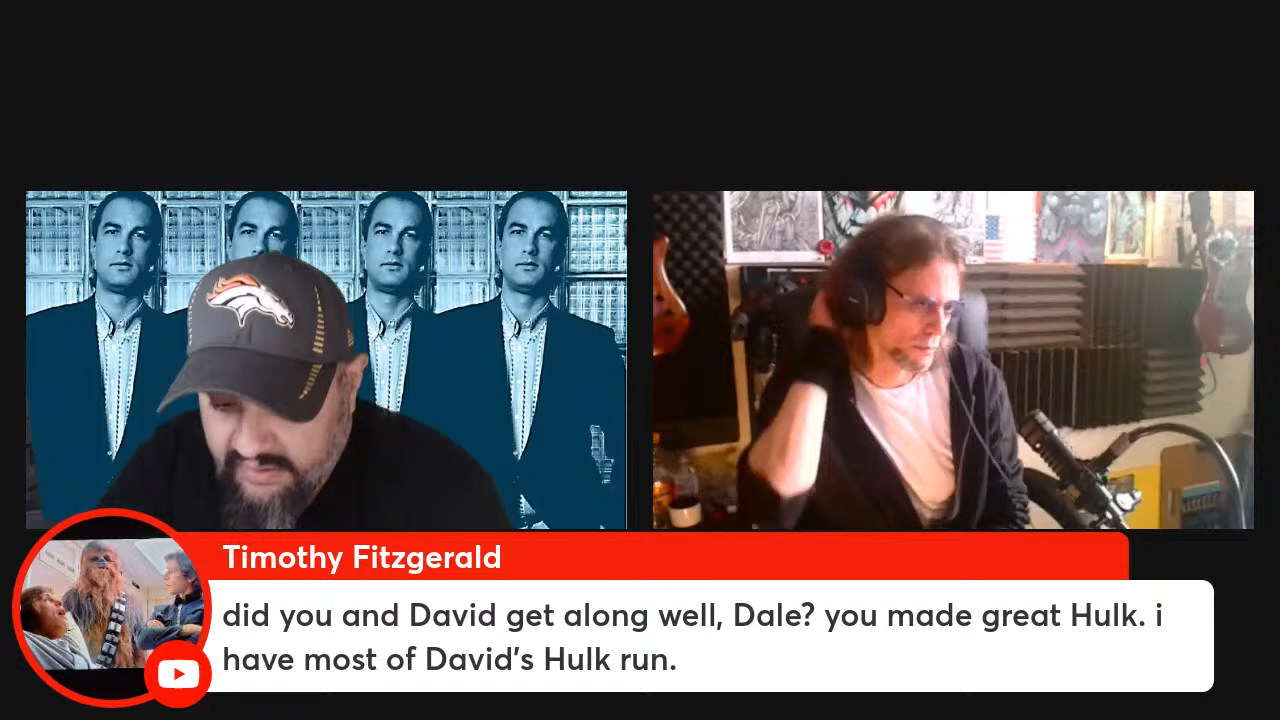 Timothy Fitzgerald
did you and David get along well, Dale? you made great Hulk. i
have most of David's Hulk run.